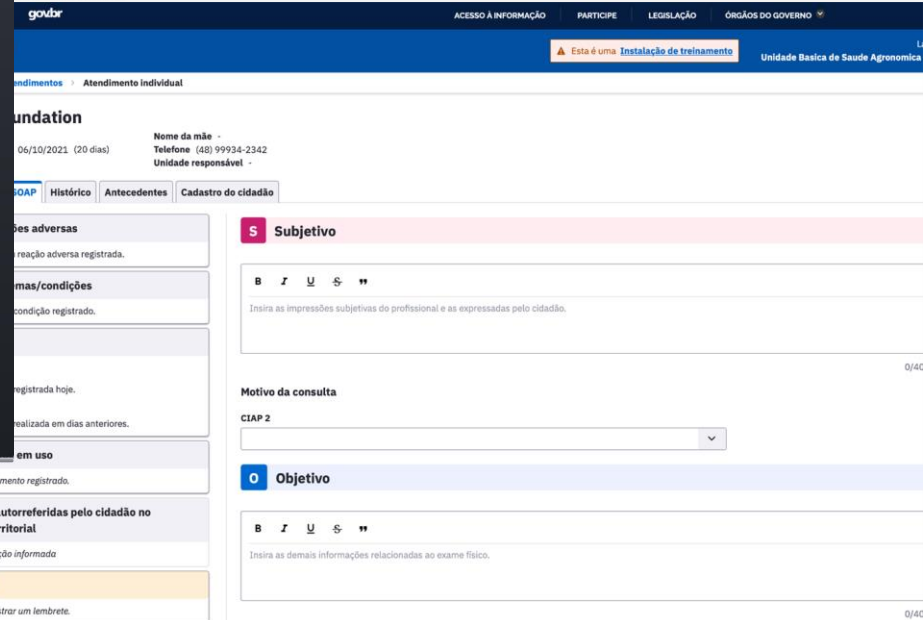 gov.br
ACESSO À INFORMAÇÃO PARTICIPE LEGISLAÇÃO ÓRGÃOS DO GOVERNO
Esta é uma Instalação de treinamento
Unidade Basica de Saude Agronomica
endimentos > Atendimento individual
undation
06/10/2021 (20 dias)
Nome da mãe -
Telefone (48) 99934-2342
Unidade responsável -
SOAP Histórico Antecedentes Cadastro do cidadão
ões adversas
reação adversa registrada.
emas/condições
condição registrado.
registrada hoje.
realizada em dias anteriores.
em uso
mento registrado.
autorreferidas pelo cidadão no
rritorial
ção informada
strar um lembrete.
S Subjetivo
B I U S "
Insira as impressões subjetivas do profissional e as expressadas pelo cidadão.
0/40
Motivo da consulta
CIAP 2
O Objetivo
B I U S "
Insira as demais informações relacionadas ao exame físico.
0/40